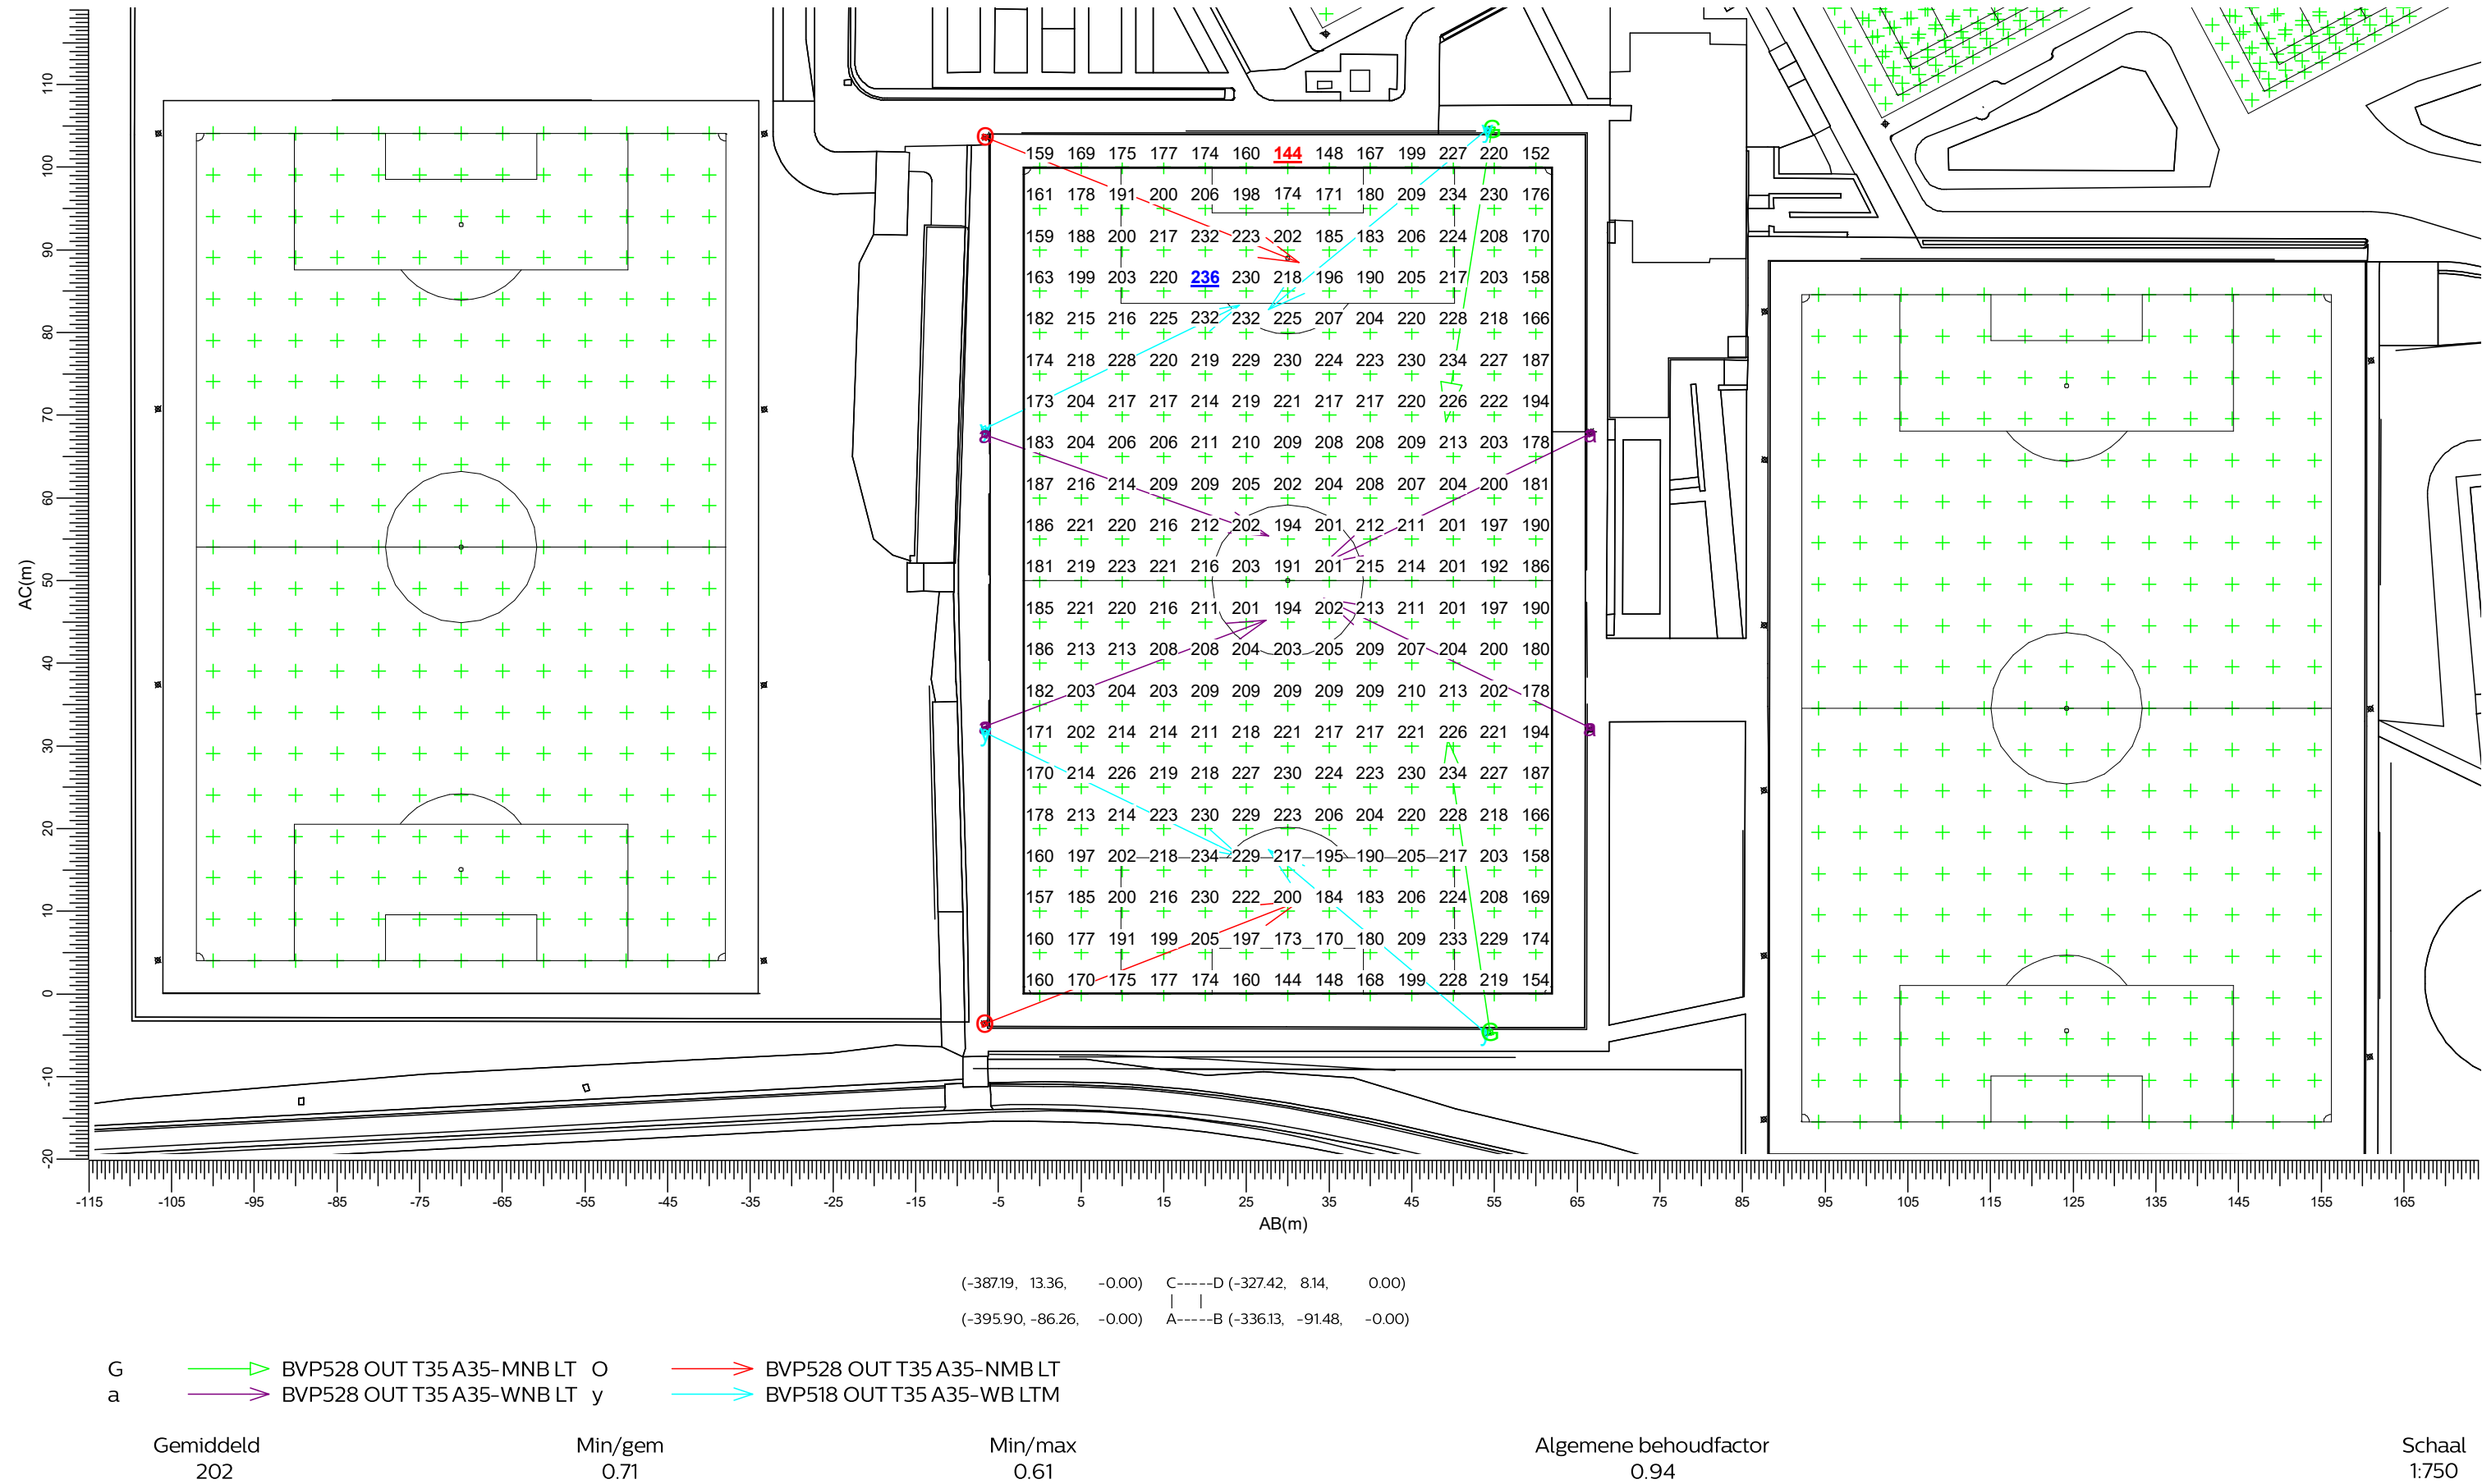 110
100
90
80
70
60
50
40
30
20
10
0
-10
-20
AC(m)
O G
y
159 169 175 177 174 160 144 148 167 199 227 220 152
161 178 191 200 206 198 174 171 180 209 234 230 176
159 188 200 217 232 223 202 185 183 206 224 208 170
163 199 203 220 236 230 218 196 190 205 217 203 158
182 215 216 225 232 232 225 207 204 220 228 218 166
174 218 228 220 219 229 230 224 223 230 234 227 187
173 204 217 217 214 219 221 217 217 220 226 222 194
y
a a
183 204 206 206 211 210 209 208 208 209 213 203 178
187 216 214 209 209 205 202 204 208 207 204 200 181
186 221 220 216 212 202 194 201 212 211 201 197 190
181 219 223 221 216 203 191 201 215 214 201 192 186
185 221 220 216 211 201 194 202 213 211 201 197 190
186 213 213 208 208 204 203 205 209 207 204 200 180
182 203 204 203 209 209 209 209 209 210 213 202 178
a a
y
171 202 214 214 211 218 221 217 217 221 226 221 194
170 214 226 219 218 227 230 224 223 230 234 227 187
178 213 214 223 230 229 223 206 204 220 228 218 166
160 197 202 218 234 229 217 195 190 205 217 203 158
157 185 200 216 230 222 200 184 183 206 224 208 169
160 177 191 199 205 197 173 170 180 209 233 229 174
160 170 175 177 174 160 144 148 168 199 228 219 154
O G
y
-115 -105 -95 -85 -75 -65 -55 -45 -35 -25 -15 -5 5 15 25 35 45 55 65 75 85 95 105 115 125 135 145 155 165
AB(m)
(-387.19, 13.36, -0.00) C-----D (-327.42, 8.14, 0.00)
| |
(-395.90, -86.26, -0.00) A-----B (-336.13, -91.48, -0.00)
G BVP528 OUT T35 A35-MNB LT O BVP528 OUT T35 A35-NMB LT
a BVP528 OUT T35 A35-WNB LT y BVP518 OUT T35 A35-WB LTM
Gemiddeld Min/gem Min/max Algemene behoudfactor Schaal
202 0.71 0.61 0.94 1:750